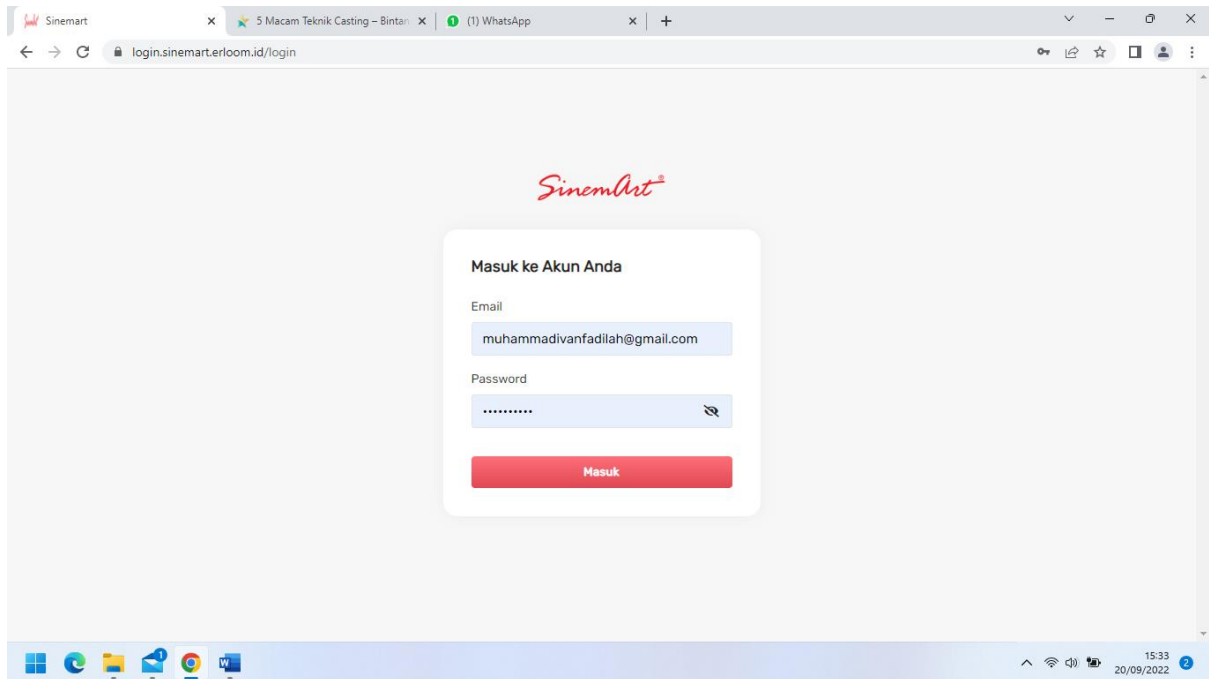 Sinemart
5 Macam Teknik Casting – Bintan
(1) WhatsApp
login.sinemart.erloom.id/login
SinemArt®
Masuk ke Akun Anda
Email
muhammadivanfadilah@gmail.com
Password
••••••••••
Masuk
15:33
20/09/2022
2